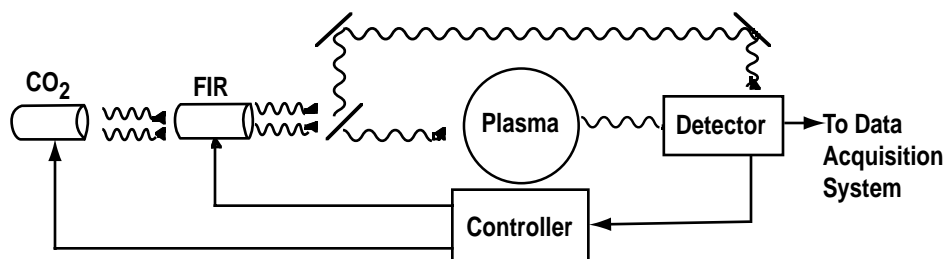 CO2
FIR
Plasma
Detector
To Data
Acquisition
System
Controller